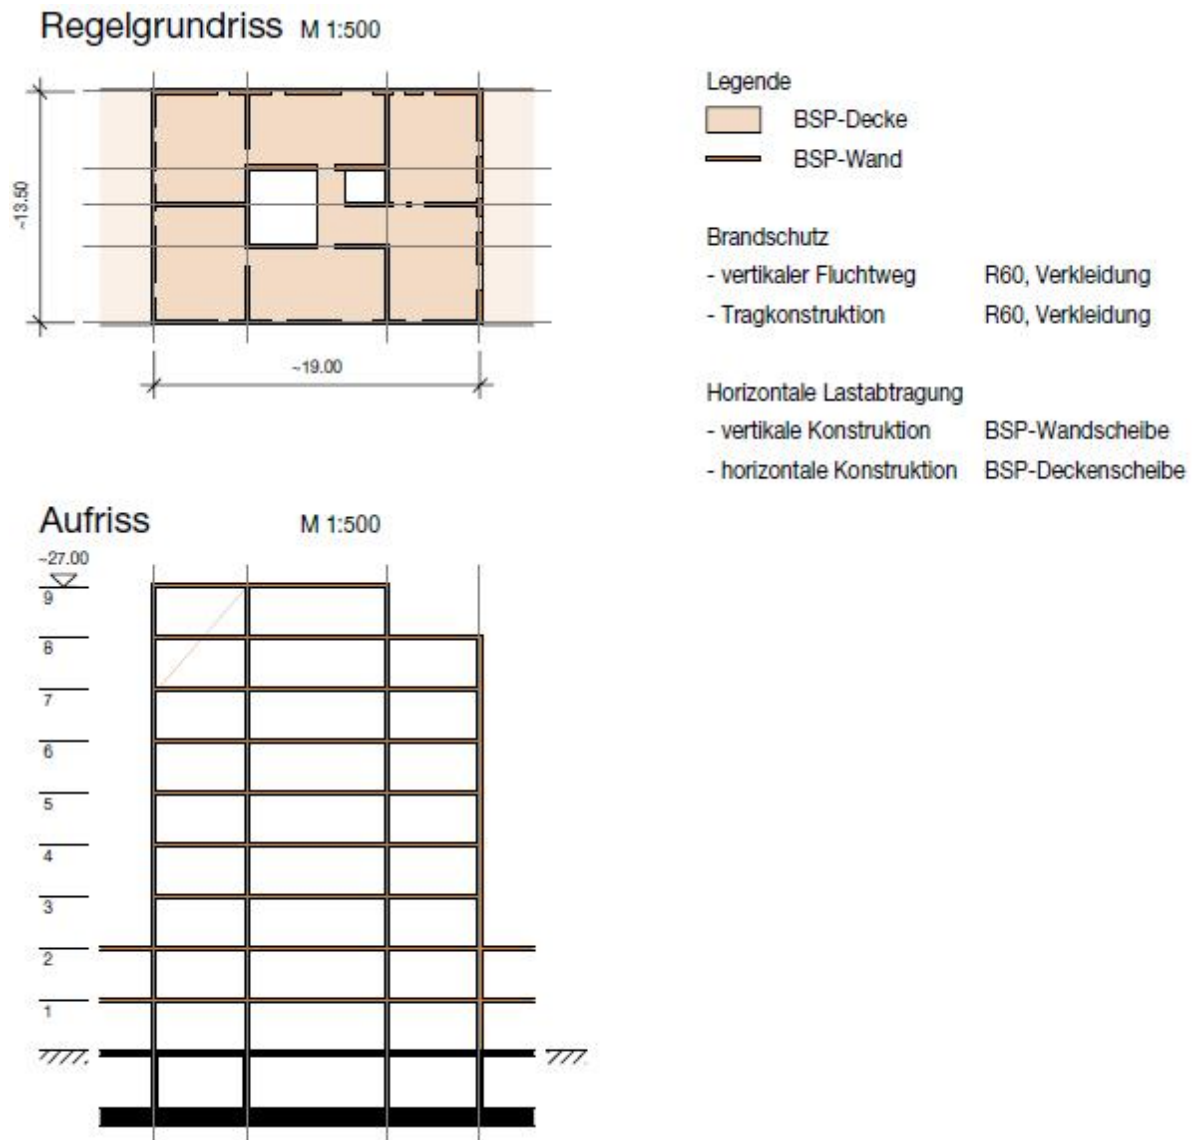 Regelgrundriss M 1:500
~13.50
~19.00
Legende
BSP-Decke
BSP-Wand
Brandschutz
- vertikaler Fluchtweg R60, Verkleidung
- Tragkonstruktion R60, Verkleidung
Horizontale Lastabtragung
- vertikale Konstruktion BSP-Wandscheibe
- horizontale Konstruktion BSP-Deckenscheibe
Aufriss M 1:500
~27.00
9
8
7
6
5
4
3
2
1